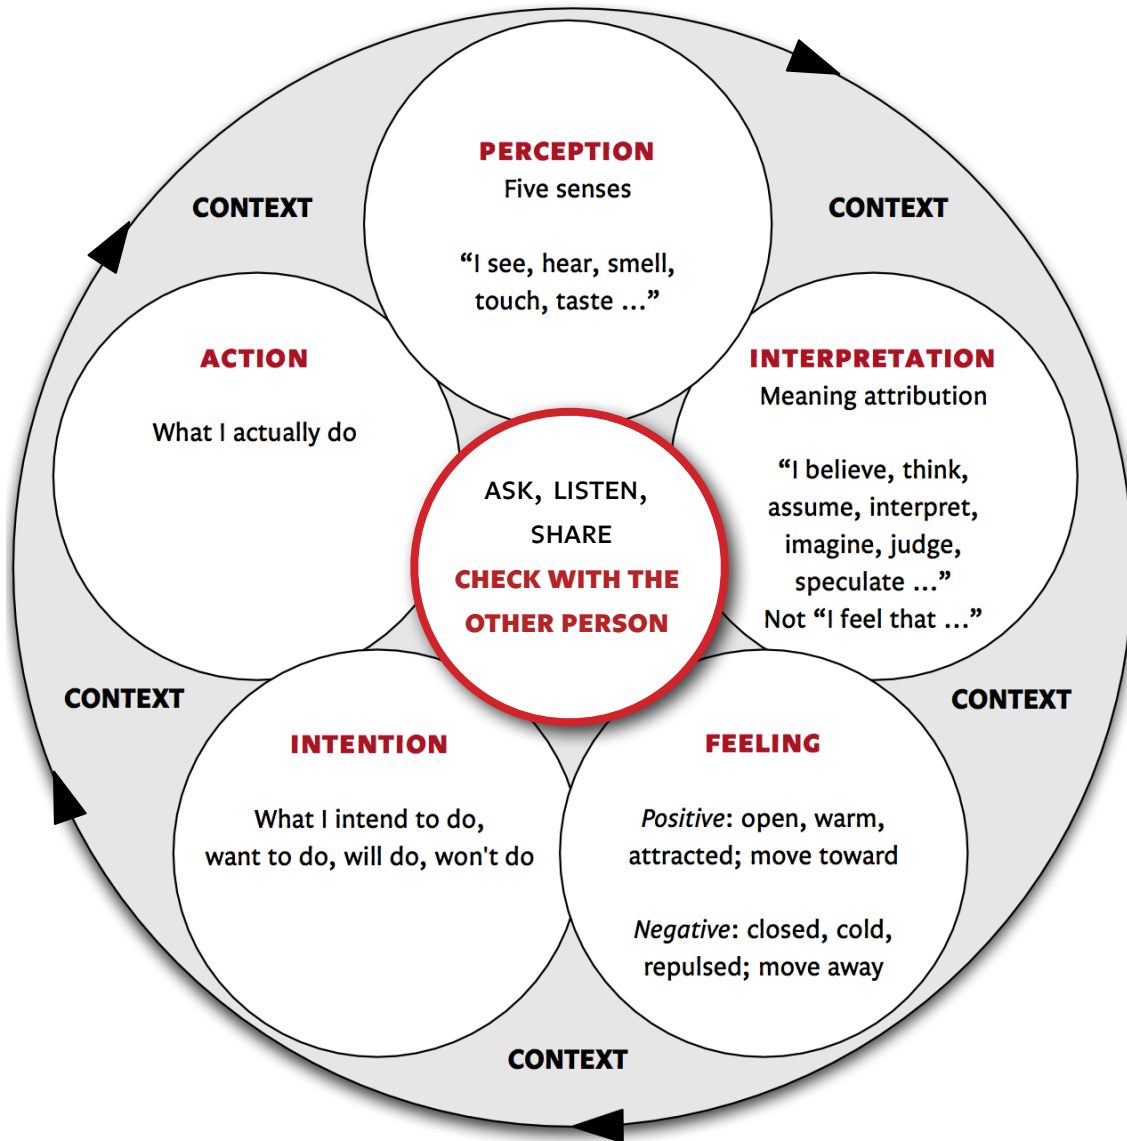 PERCEPTION
Five senses
“I see, hear, smell,
touch, taste ...”
CONTEXT
CONTEXT
ACTION
What I actually do
INTERPRETATION
Meaning attribution
“I believe, think,
assume, interpret,
imagine, judge,
speculate ...”
Not “I feel that ...”
ASK, LISTEN,
SHARE
CHECK WITH THE
OTHER PERSON
CONTEXT
CONTEXT
INTENTION
What I intend to do,
want to do, will do, won't do
FEELING
Positive: open, warm,
attracted; move toward
Negative: closed, cold,
repulsed; move away
CONTEXT